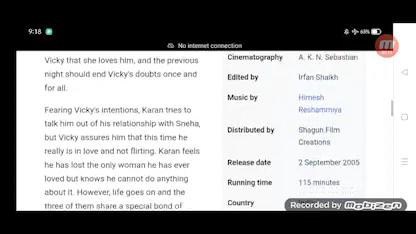 9:18
63%
No internet connection
Vicky that she loves him, and the previous
night should end Vicky's doubts once and
for all.
Fearing Vicky's intentions, Karan tries to
talk him out of his relationship with Sneha,
but Vicky assures him that this time he
really is in love and not flirting. Karan feels
he has lost the only woman he has ever
loved but knows he cannot do anything
about it. However, life goes on and the
three of them share a special bond of
Cinematography A. K. N. Sebastian
Edited by Irfan Shaikh
Music by Himesh
Reshammiya
Distributed by Shagun Film
Creations
Release date 2 September 2005
Running time 115 minutes
Country
Recorded by
MOBIZEN